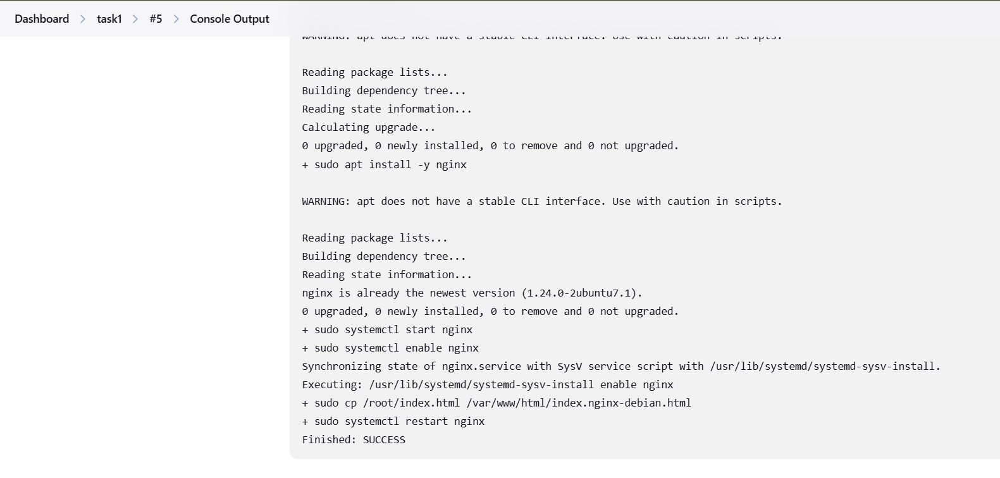 Dashboard > task1 > #5 > Console Output
WARNING: apt does not have a stable CLI interface. Use with caution in scripts.
Reading package lists...
Building dependency tree...
Reading state information...
Calculating upgrade...
0 upgraded, 0 newly installed, 0 to remove and 0 not upgraded.
+ sudo apt install -y nginx
WARNING: apt does not have a stable CLI interface. Use with caution in scripts.
Reading package lists...
Building dependency tree...
Reading state information...
nginx is already the newest version (1.24.0-2ubuntu7.1).
0 upgraded, 0 newly installed, 0 to remove and 0 not upgraded.
+ sudo systemctl start nginx
+ sudo systemctl enable nginx
Synchronizing state of nginx.service with SysV service script with /usr/lib/systemd/systemd-sysv-install.
Executing: /usr/lib/systemd/systemd-sysv-install enable nginx
+ sudo cp /root/index.html /var/www/html/index.nginx-debian.html
+ sudo systemctl restart nginx
Finished: SUCCESS